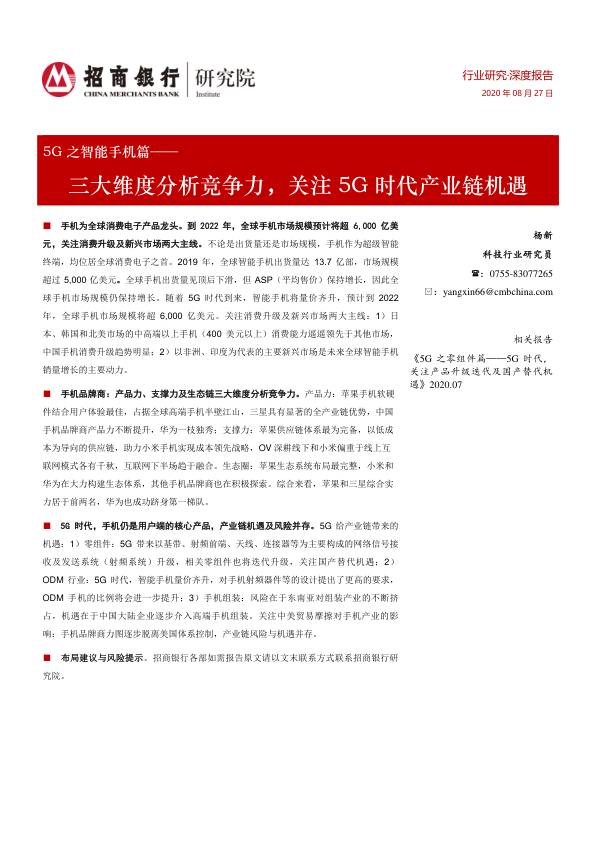 招商银行
CHINA MERCHANTS BANK
研究院
Institute
行业研究·深度报告
2020 年 08 月 27 日
5G 之智能手机篇——
三大维度分析竞争力，关注 5G 时代产业链机遇
■ 手机为全球消费电子产品龙头。到 2022 年，全球手机市场规模预计将超 6,000 亿美
元，关注消费升级及新兴市场两大主线。不论是出货量还是市场规模，手机作为超级智能
终端，均位居全球消费电子之首。2019 年，全球智能手机出货量达 13.7 亿部，市场规模
超过 5,000 亿美元。全球手机出货量见顶后下滑，但 ASP（平均售价）保持增长，因此全
球手机市场规模仍保持增长。随着 5G 时代到来，智能手机将量价齐升，预计到 2022
年，全球手机市场规模将超 6,000 亿美元。关注消费升级及新兴市场两大主线：1）日
本、韩国和北美市场的中高端以上手机（400 美元以上）消费能力遥遥领先于其他市场，
中国手机消费升级趋势明显；2）以非洲、印度为代表的主要新兴市场是未来全球智能手机
销量增长的主要动力。
■ 手机品牌商：产品力、支撑力及生态链三大维度分析竞争力。产品力：苹果手机软硬
件结合用户体验最佳，占据全球高端手机半壁江山，三星具有显著的全产业链优势，中国
手机品牌商产品力不断提升，华为一枝独秀；支撑力：苹果供应链体系最为完备，以低成
本为导向的供应链，助力小米手机实现成本领先战略，OV 深耕线下和小米偏重于线上互
联网模式各有千秋，互联网下半场趋于融合。生态圈：苹果生态系统布局最完整，小米和
华为在大力构建生态体系，其他手机品牌商也在积极探索。综合来看，苹果和三星综合实
力居于前两名，华为也成功跻身第一梯队。
■ 5G 时代，手机仍是用户端的核心产品，产业链机遇及风险并存。5G 给产业链带来的
机遇：1）零组件：5G 带来以基带、射频前端、天线、连接器等为主要构成的网络信号接
收及发送系统（射频系统）升级，相关零组件也将迭代升级，关注国产替代机遇；2）
ODM 行业：5G 时代，智能手机量价齐升，对手机射频器件等的设计提出了更高的要求，
ODM 手机的比例将会进一步提升；3）手机组装：风险在于东南亚对组装产业的不断挤
占，机遇在于中国大陆企业逐步介入高端手机组装。关注中美贸易摩擦对手机产业的影
响：手机品牌商力图逐步脱离美国体系控制，产业链风险与机遇并存。
■ 布局建议与风险提示。招商银行各部如需报告原文请以文末联系方式联系招商银行研
究院。
杨新
科技行业研究员
☎：0755-83077265
✉：yangxin66@cmbchina.com
相关报告
《5G 之零组件篇——5G 时代，
关注产品升级迭代及国产替代机
遇》2020.07